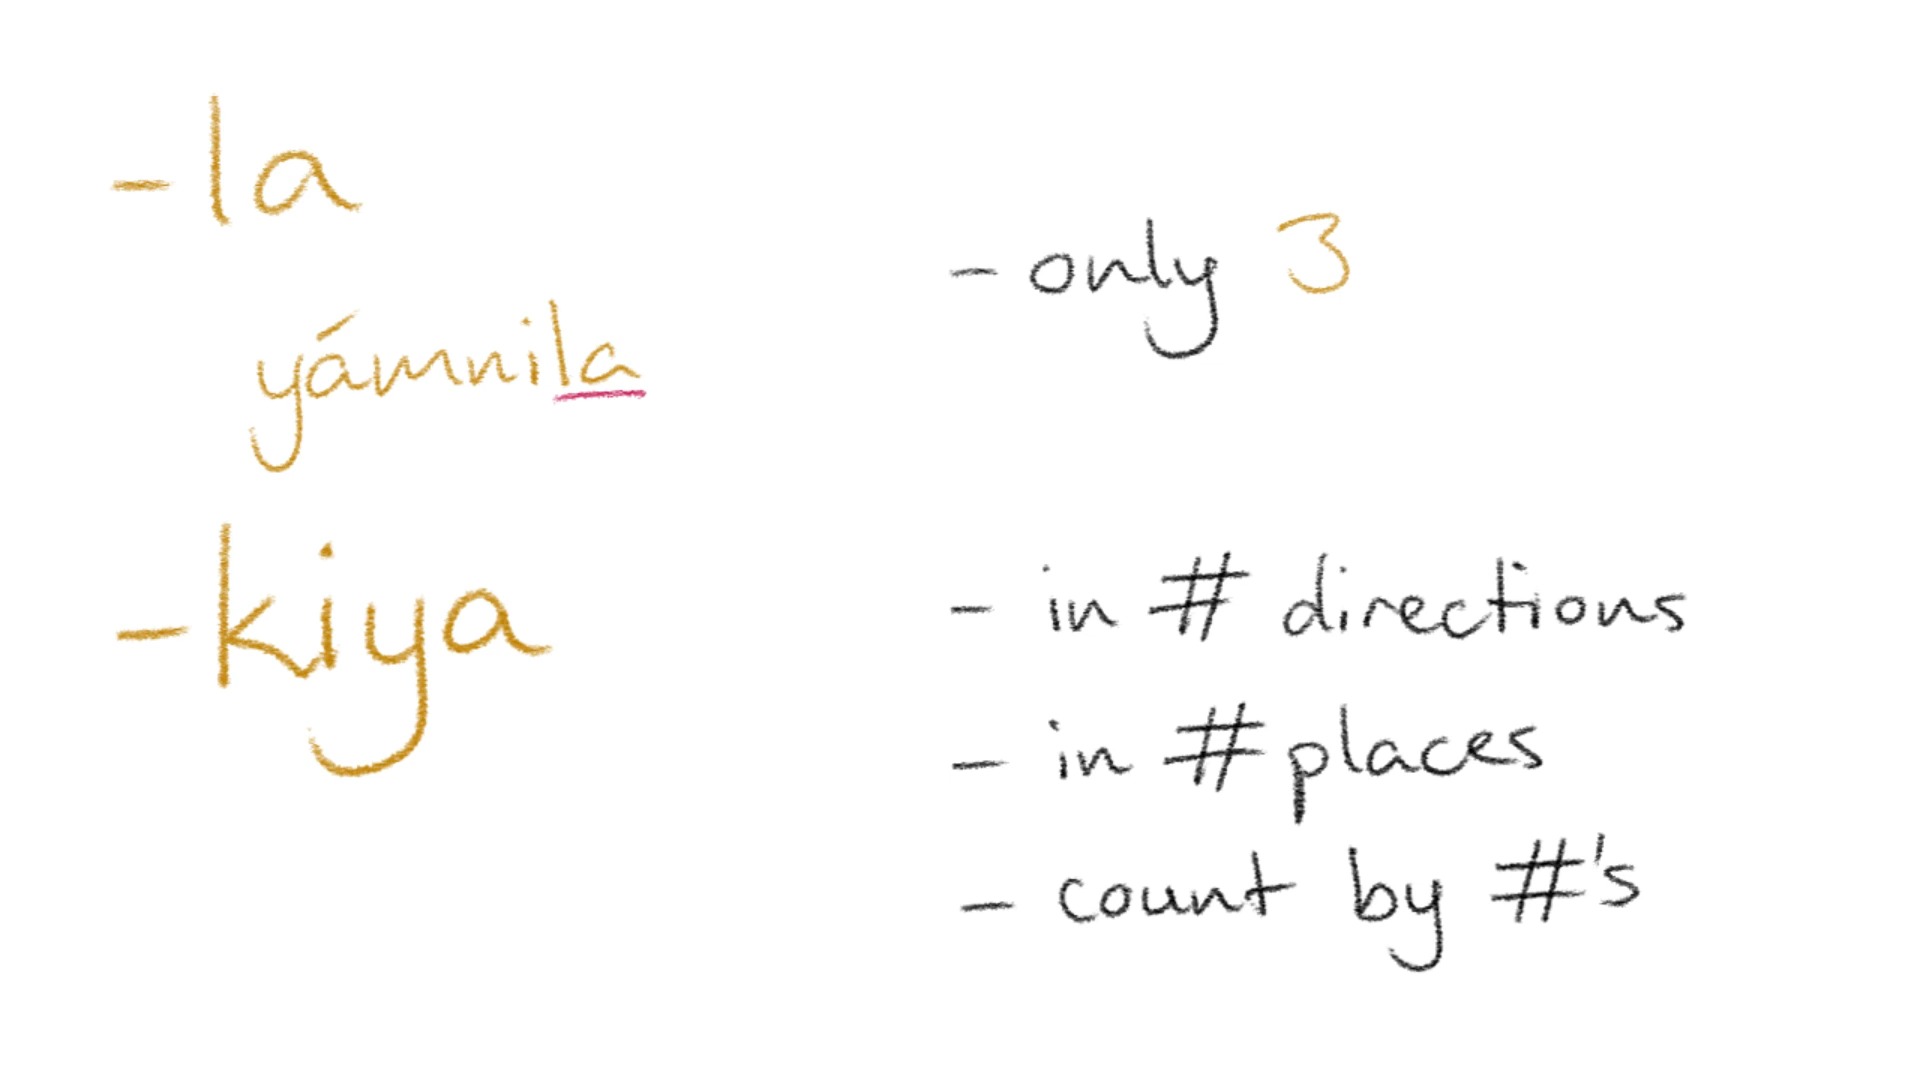 -la
yámnila
- only 3
-kiya
- in # directions
- in # places
- count by #'s